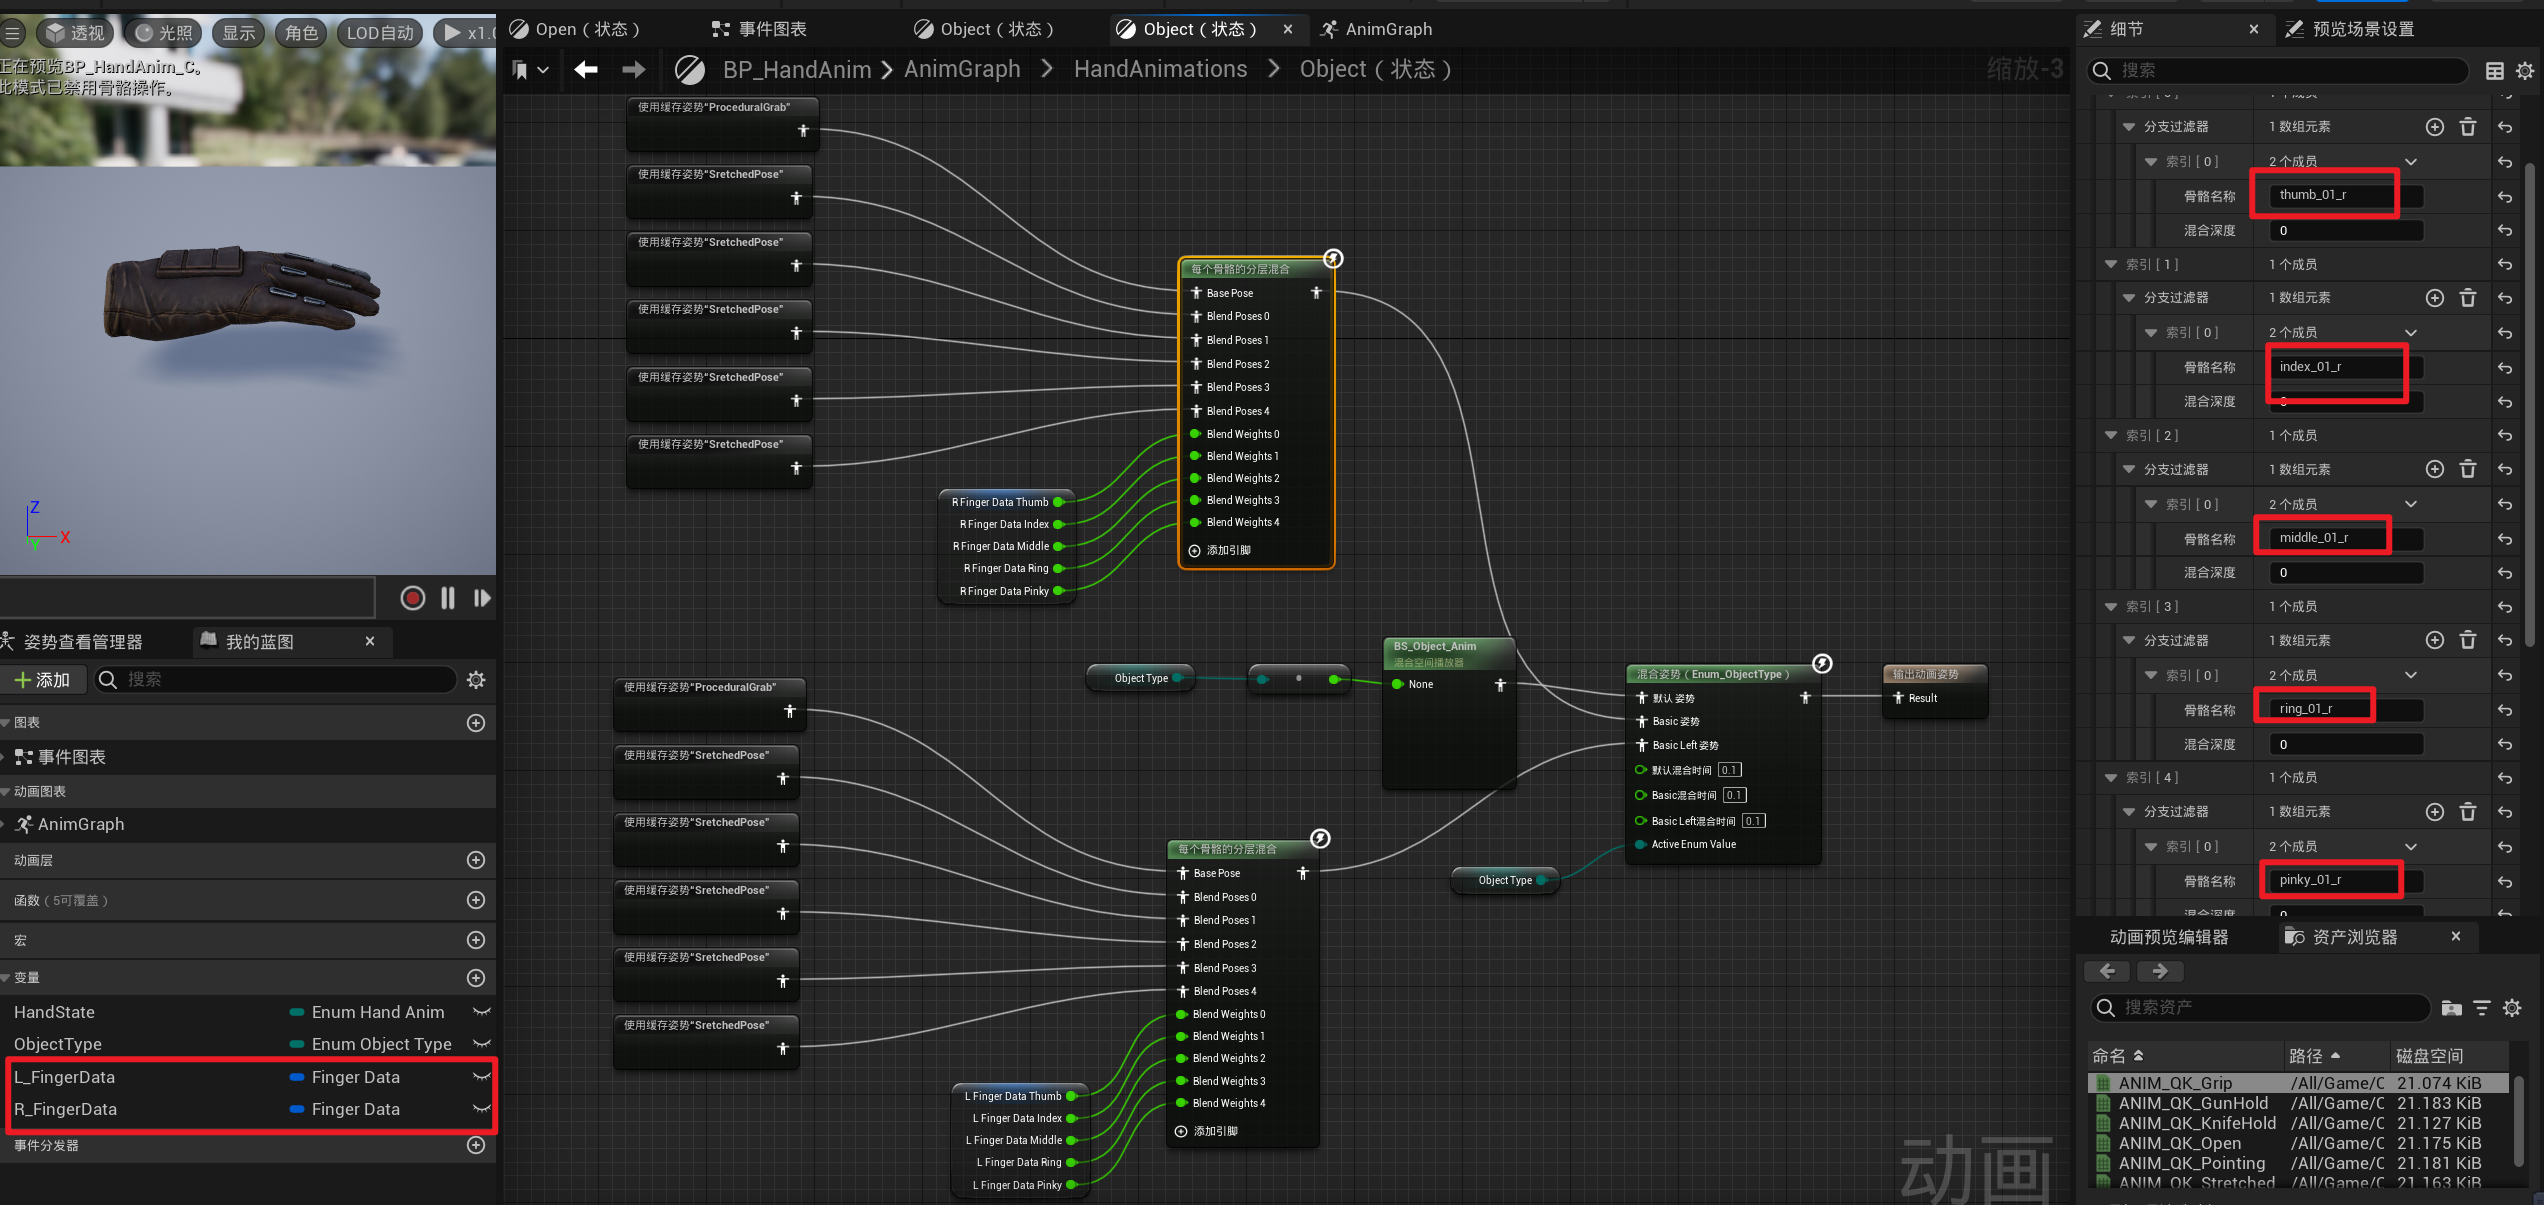 透视
光照
显示
角色
LOD自动
x1.0
正在预览BP_HandAnim_C。
此模式已禁用骨骼操作。
Z
X
Y
姿势查看管理器
我的蓝图
添加
搜索
图表
事件图表
动画图表
AnimGraph
动画层
函数（5可覆盖）
宏
变量
HandState Enum Hand Anim
ObjectType Enum Object Type
L_FingerData Finger Data
R_FingerData Finger Data
事件分发器
Open（状态）
事件图表
Object（状态）
Object（状态）
AnimGraph
BP_HandAnim > AnimGraph > HandAnimations > Object（状态）
缩放-3
使用缓存姿势"ProceduralGrab"
使用缓存姿势"SretchedPose"
使用缓存姿势"SretchedPose"
使用缓存姿势"SretchedPose"
使用缓存姿势"SretchedPose"
使用缓存姿势"SretchedPose"
每个骨骼的分层混合
Base Pose
Blend Poses 0
Blend Poses 1
Blend Poses 2
Blend Poses 3
Blend Poses 4
Blend Weights 0
Blend Weights 1
Blend Weights 2
Blend Weights 3
Blend Weights 4
添加引脚
R Finger Data Thumb
R Finger Data Index
R Finger Data Middle
R Finger Data Ring
R Finger Data Pinky
Object Type
BS_Object_Anim
混合空间播放器
None
混合姿势（Enum_ObjectType）
默认 姿势
Basic 姿势
Basic Left 姿势
默认混合时间 0.1
Basic混合时间 0.1
Basic Left混合时间 0.1
Active Enum Value
Object Type
输出动画姿势
Result
使用缓存姿势"ProceduralGrab"
使用缓存姿势"SretchedPose"
使用缓存姿势"SretchedPose"
使用缓存姿势"SretchedPose"
使用缓存姿势"SretchedPose"
使用缓存姿势"SretchedPose"
每个骨骼的分层混合
Base Pose
Blend Poses 0
Blend Poses 1
Blend Poses 2
Blend Poses 3
Blend Poses 4
Blend Weights 0
Blend Weights 1
Blend Weights 2
Blend Weights 3
Blend Weights 4
添加引脚
L Finger Data Thumb
L Finger Data Index
L Finger Data Middle
L Finger Data Ring
L Finger Data Pinky
动画
细节
预览场景设置
搜索
分支过滤器 1 数组元素
索引 [ 0 ] 2 个成员
骨骼名称 thumb_01_r
混合深度 0
索引 [ 1 ] 1 个成员
分支过滤器 1 数组元素
索引 [ 0 ] 2 个成员
骨骼名称 index_01_r
混合深度
索引 [ 2 ] 1 个成员
分支过滤器 1 数组元素
索引 [ 0 ] 2 个成员
骨骼名称 middle_01_r
混合深度 0
索引 [ 3 ] 1 个成员
分支过滤器 1 数组元素
索引 [ 0 ] 2 个成员
骨骼名称 ring_01_r
混合深度 0
索引 [ 4 ] 1 个成员
分支过滤器 1 数组元素
索引 [ 0 ] 2 个成员
骨骼名称 pinky_01_r
混合深度 0
动画预览编辑器
资产浏览器
搜索资产
命名 路径 磁盘空间
ANIM_QK_Grip /All/Game/C 21.074 KiB
ANIM_QK_GunHold /All/Game/C 21.183 KiB
ANIM_QK_KnifeHold /All/Game/C 21.127 KiB
ANIM_QK_Open /All/Game/C 21.175 KiB
ANIM_QK_Pointing /All/Game/C 21.181 KiB
ANIM_QK_Stretched /All/Game/C 21.163 KiB